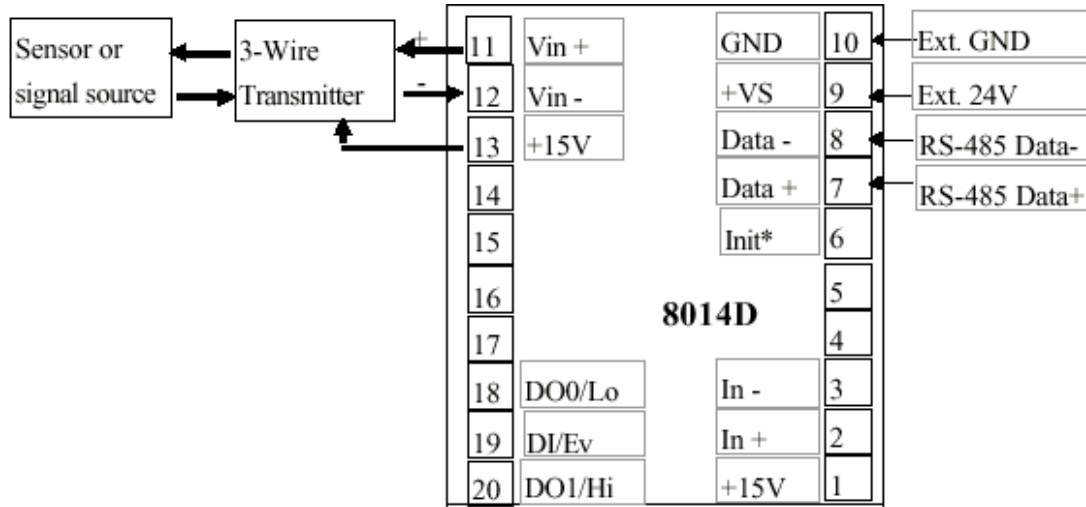 Sensor or
signal source
3-Wire
Transmitter
+
-
11 Vin +
12 Vin -
13 +15V
14
15
16
17
18 DO0/Lo
19 DI/Ev
20 DO1/Hi
8014D
GND 10
+VS 9
Data - 8
Data + 7
Init* 6
5
4
In - 3
In + 2
+15V 1
Ext. GND
Ext. 24V
RS-485 Data-
RS-485 Data+